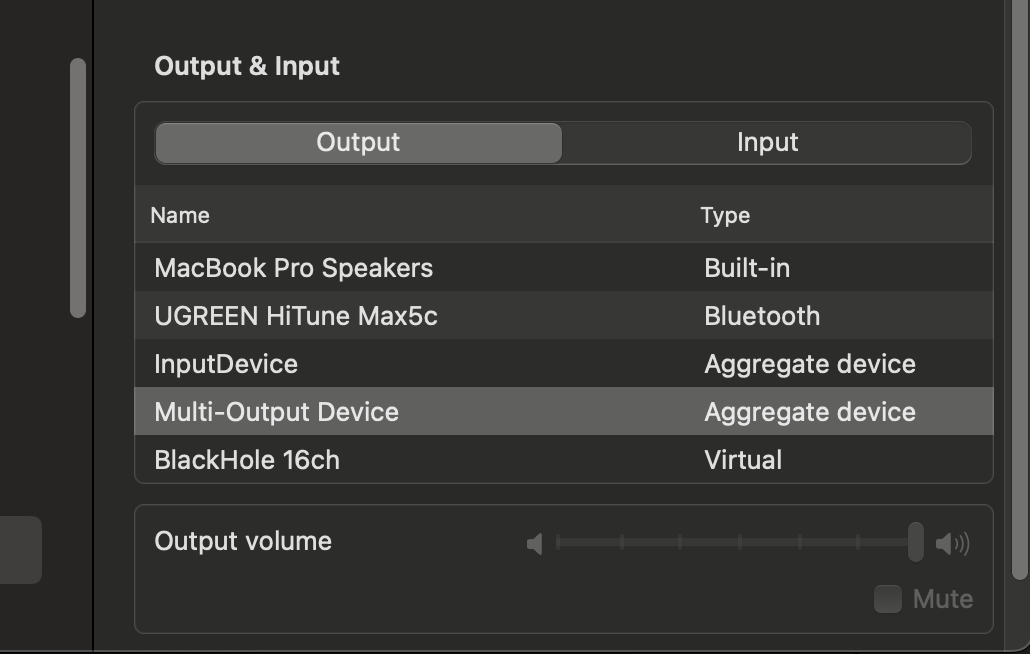 Output & Input
Output Input
Name Type
MacBook Pro Speakers Built-in
UGREEN HiTune Max5c Bluetooth
InputDevice Aggregate device
Multi-Output Device Aggregate device
BlackHole 16ch Virtual
Output volume
Mute